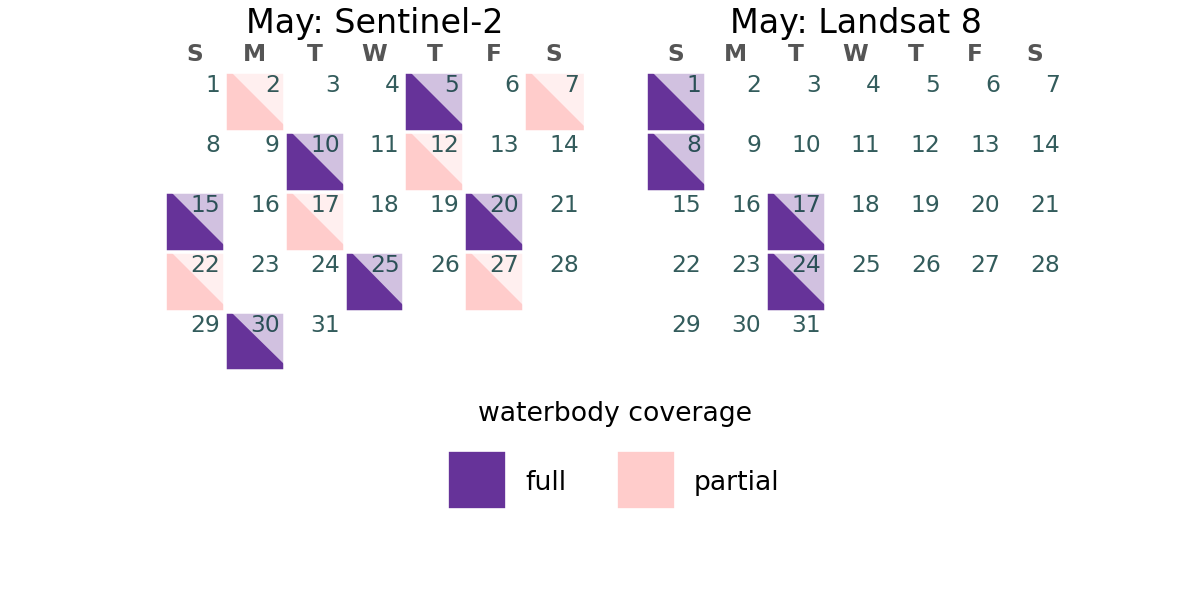 May: Sentinel-2
S M T W T F S
1 2 3 4 5 6 7
8 9 10 11 12 13 14
15 16 17 18 19 20 21
22 23 24 25 26 27 28
29 30 31
May: Landsat 8
S M T W T F S
1 2 3 4 5 6 7
8 9 10 11 12 13 14
15 16 17 18 19 20 21
22 23 24 25 26 27 28
29 30 31
waterbody coverage
full
partial